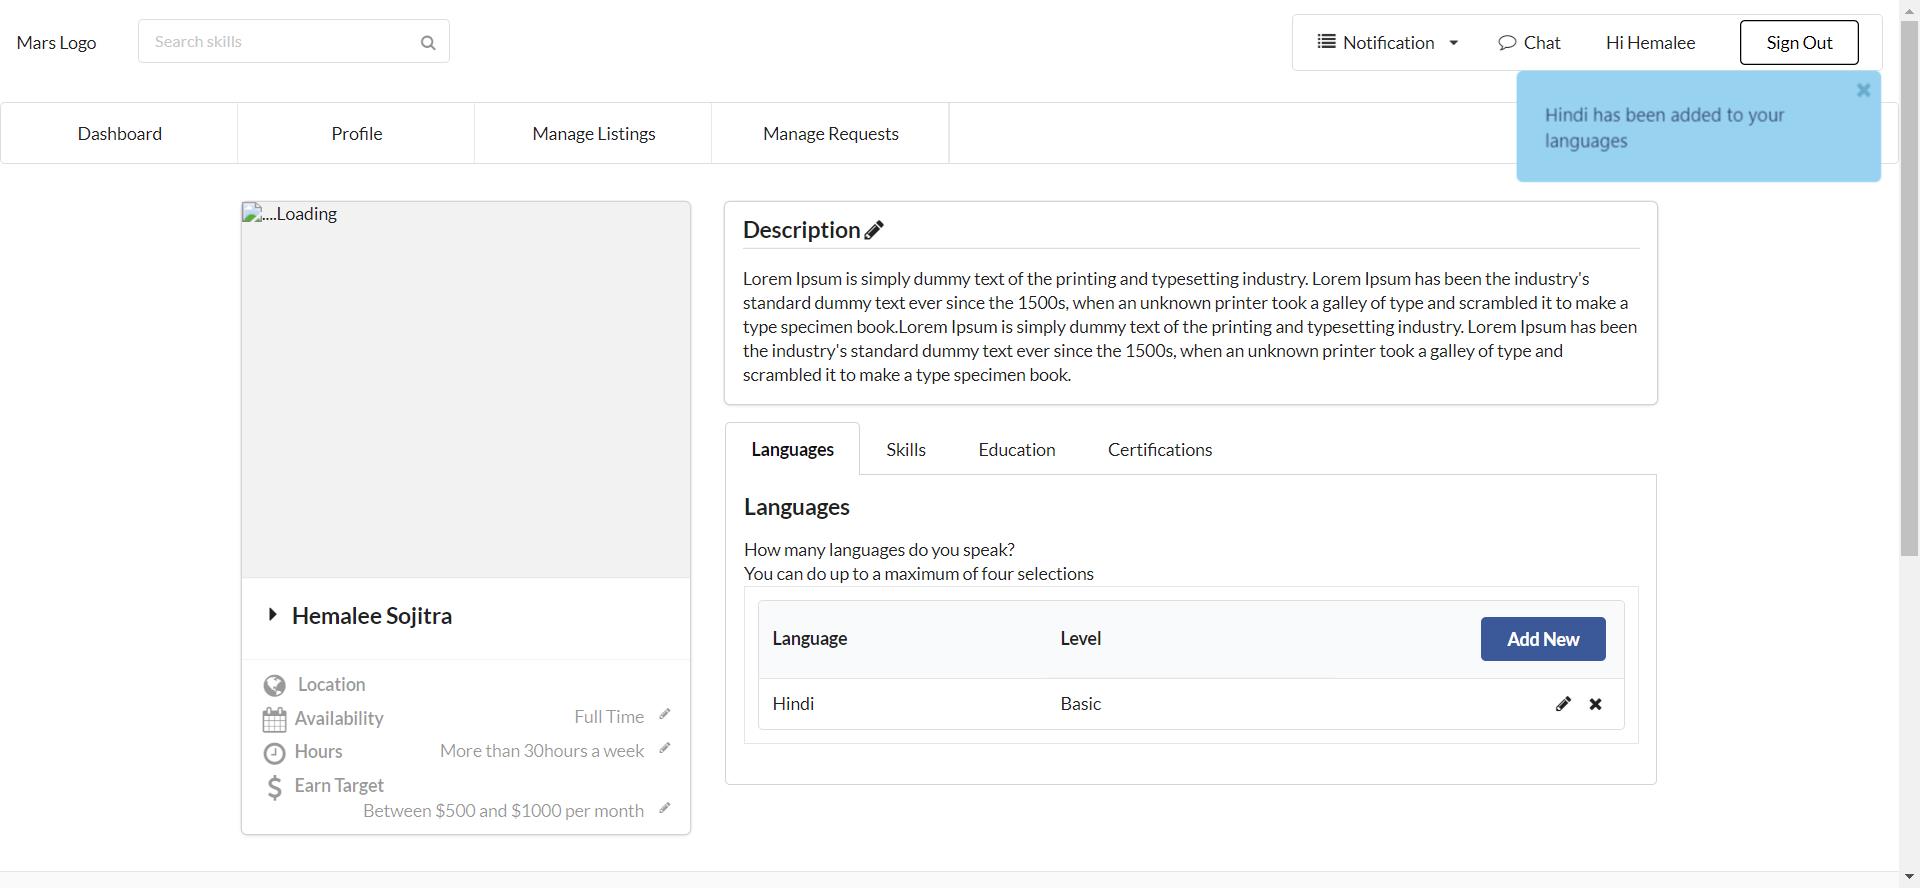 Mars Logo
Search skills
Notification
Chat
Hi Hemalee
Sign Out
Hindi has been added to your
languages
Dashboard
Profile
Manage Listings
Manage Requests
....Loading
Hemalee Sojitra
Location
Availability
Full Time
Hours
More than 30hours a week
Earn Target
Between $500 and $1000 per month
Description
Lorem Ipsum is simply dummy text of the printing and typesetting industry. Lorem Ipsum has been the industry's
standard dummy text ever since the 1500s, when an unknown printer took a galley of type and scrambled it to make a
type specimen book.Lorem Ipsum is simply dummy text of the printing and typesetting industry. Lorem Ipsum has been
the industry's standard dummy text ever since the 1500s, when an unknown printer took a galley of type and
scrambled it to make a type specimen book.
Languages
Skills
Education
Certifications
Languages
How many languages do you speak?
You can do up to a maximum of four selections
Language
Level
Add New
Hindi
Basic